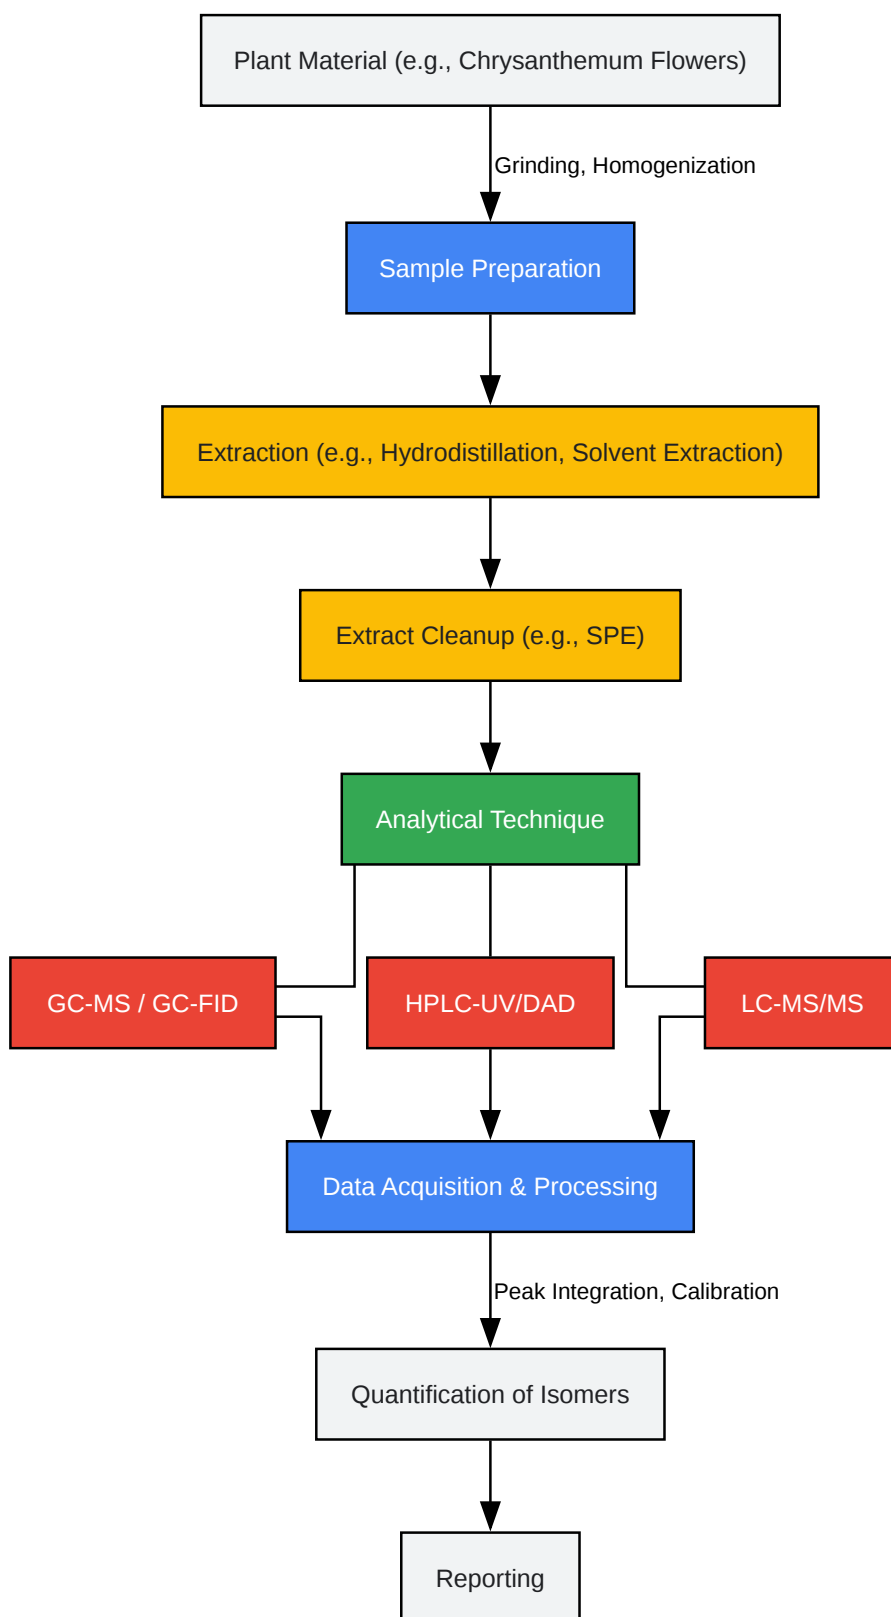 Plant Material (e.g., Chrysanthemum Flowers)
Grinding, Homogenization
Sample Preparation
Extraction (e.g., Hydrodistillation, Solvent Extraction)
Extract Cleanup (e.g., SPE)
Analytical Technique
GC-MS / GC-FID
HPLC-UV/DAD
LC-MS/MS
Data Acquisition & Processing
Peak Integration, Calibration
Quantification of Isomers
Reporting